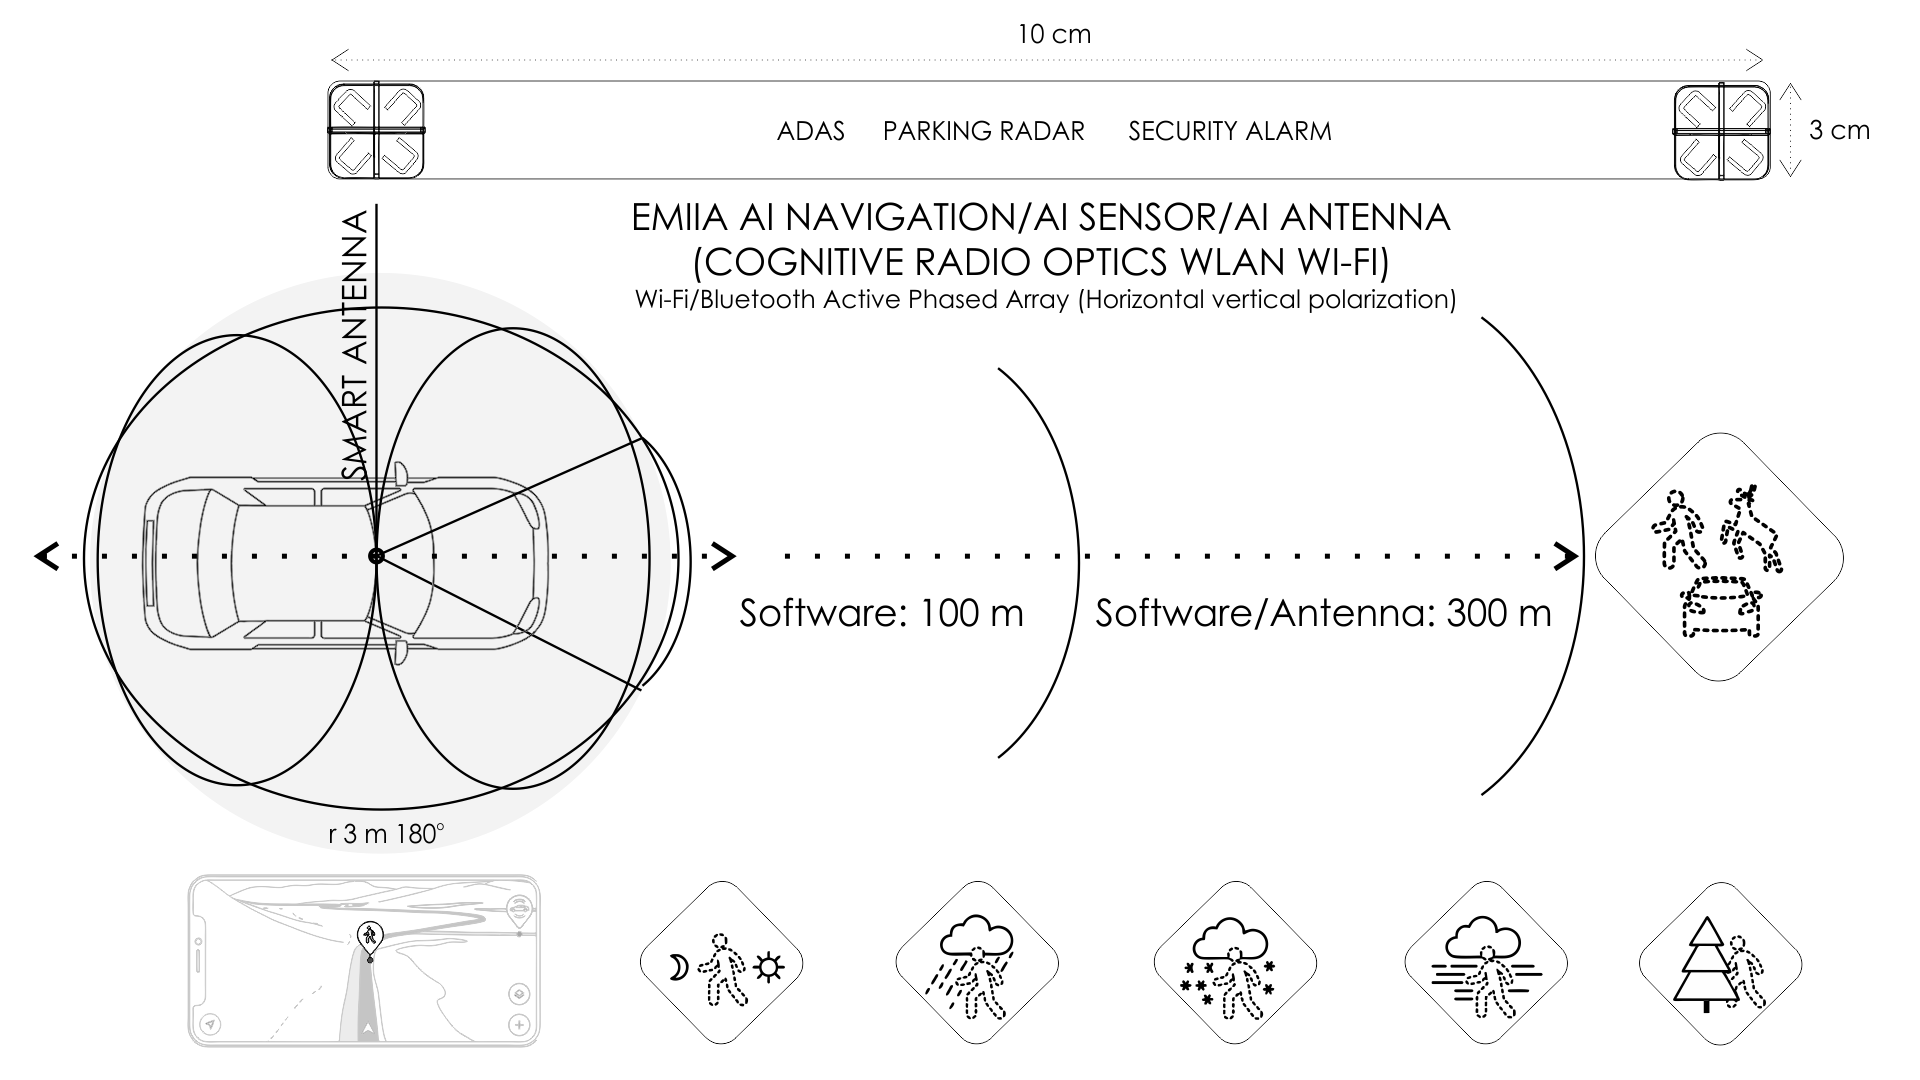 10 cm
ADAS PARKING RADAR SECURITY ALARM
3 cm
EMIIA AI NAVIGATION/AI SENSOR/AI ANTENNA
(COGNITIVE RADIO OPTICS WLAN WI-FI)
Wi-Fi/Bluetooth Active Phased Array (Horizontal vertical polarization)
SMART ANTENNA
Software: 100 m
Software/Antenna: 300 m
r 3 m 180°